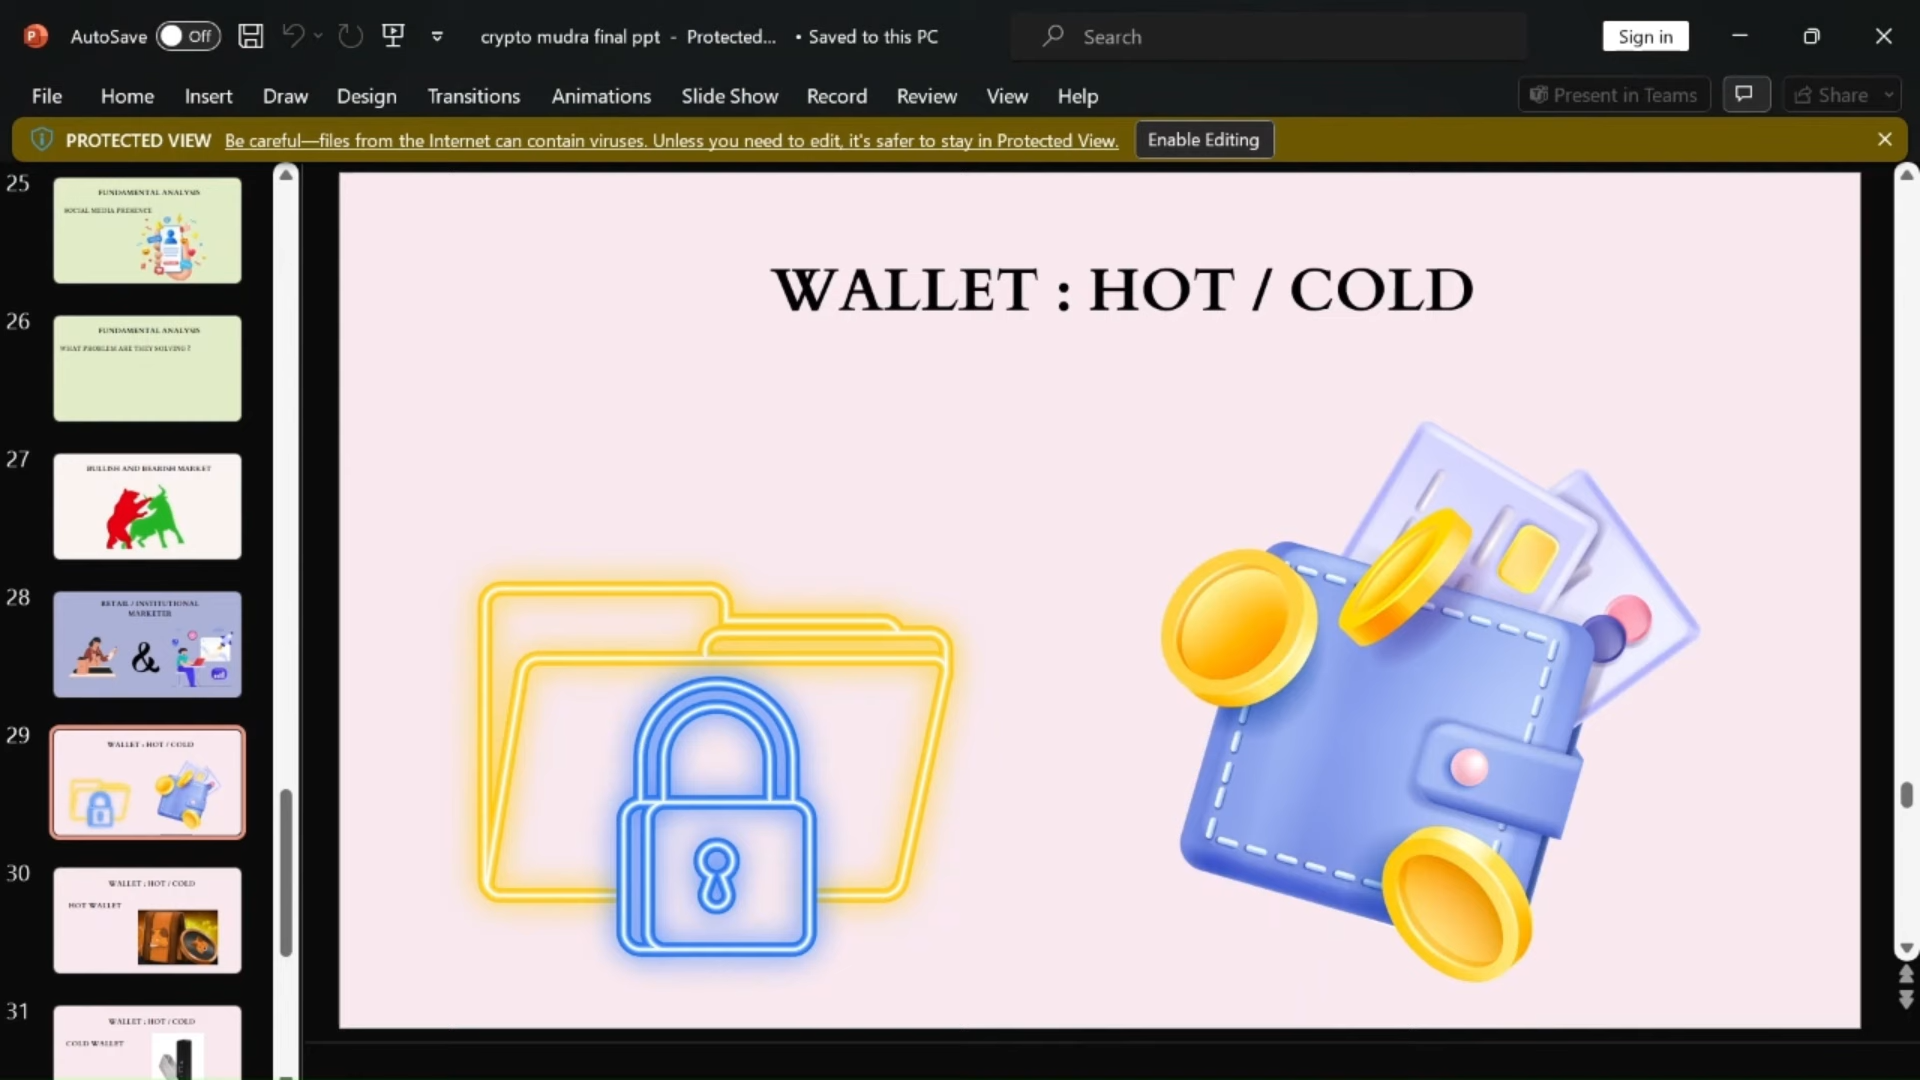 AutoSave Off crypto mudra final ppt - Protected... • Saved to this PC Search Sign in
File Home Insert Draw Design Transitions Animations Slide Show Record Review View Help Present in Teams Share
PROTECTED VIEW Be careful—files from the Internet can contain viruses. Unless you need to edit, it's safer to stay in Protected View. Enable Editing
25
FUNDAMENTAL ANALYSIS
SOCIAL MEDIA PRESENCE
26
FUNDAMENTAL ANALYSIS
WHAT PROBLEM ARE THEY SOLVING ?
27
BULLISH AND BEARISH MARKET
28
RETAIL / INSTITUTIONAL
MARKETER
&
29
WALLET : HOT / COLD
30
WALLET : HOT / COLD
HOT WALLET
31
WALLET : HOT / COLD
COLD WALLET
WALLET : HOT / COLD